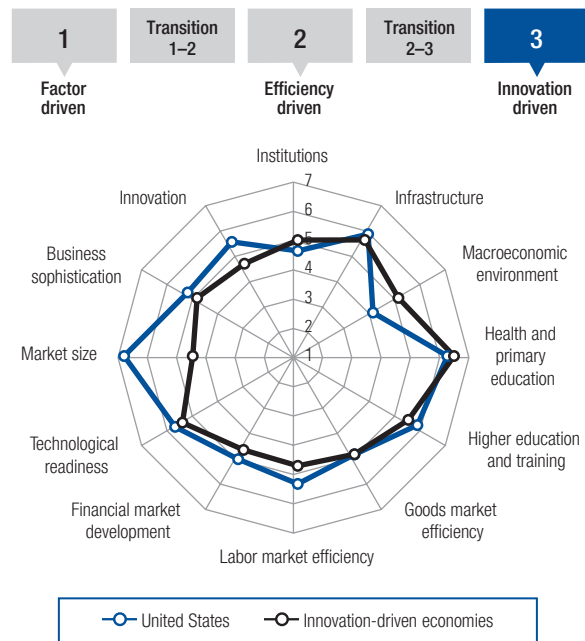 1
Transition
1–2
2
Transition
2–3
3
Factor
driven
Efficiency
driven
Innovation
driven
Institutions
7
6
5
4
3
2
1
Infrastructure
Macroeconomic
environment
Health and
primary
education
Higher education
and training
Goods market
efficiency
Labor market efficiency
Financial market
development
Technological
readiness
Market size
Business
sophistication
Innovation
United States
Innovation-driven economies